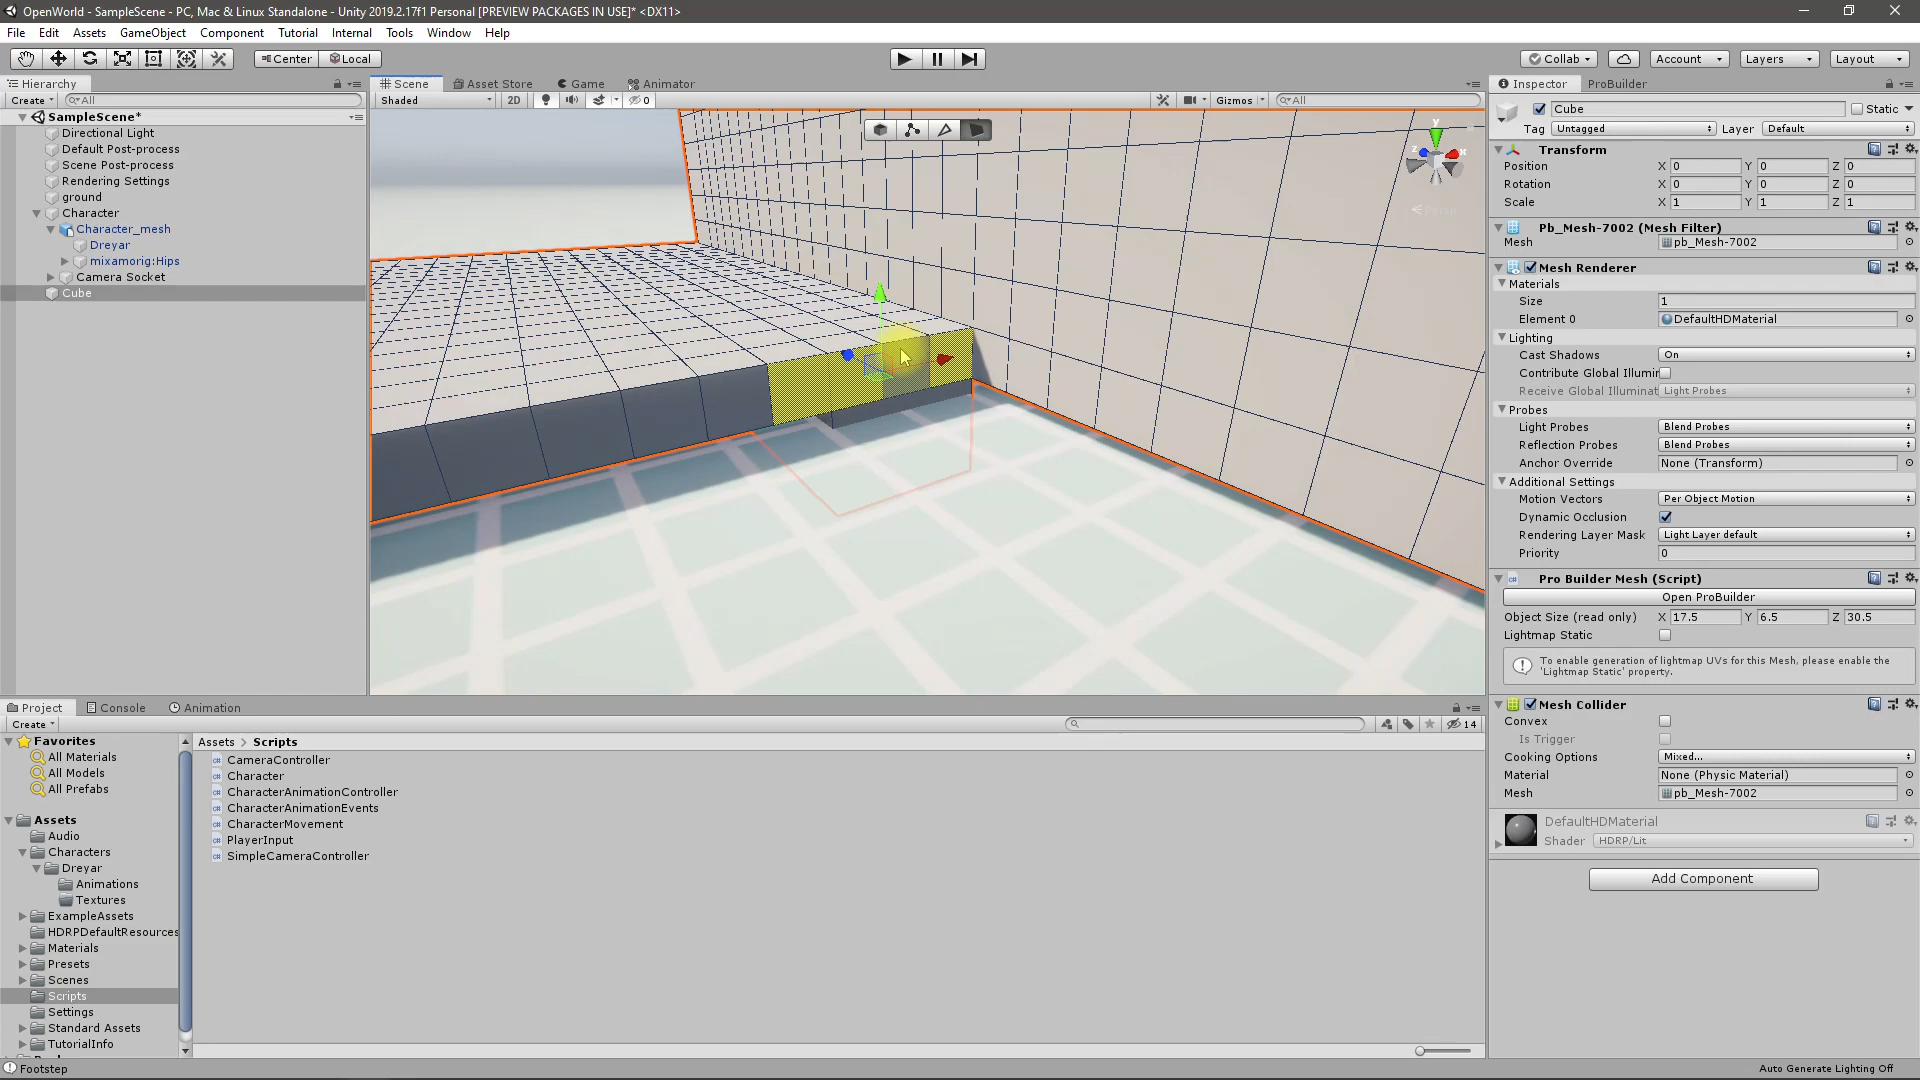 OpenWorld - SampleScene - PC, Mac & Linux Standalone - Unity 2019.2.17f1 Personal [PREVIEW PACKAGES IN USE]* <DX11>
File Edit Assets GameObject Component Tutorial Internal Tools Window Help
Center Local Collab Account Layers Layout
Hierarchy Scene Asset Store Game Animator Inspector ProBuilder
Create All Shaded 2D 0 Gizmos All
SampleScene*
Directional Light
Default Post-process
Scene Post-process
Rendering Settings
ground
Character
Character_mesh
Dreyar
mixamorig:Hips
Camera Socket
Cube
y
x
z
Persp
Cube Static
Tag Untagged Layer Default
Transform
Position X 0 Y 0 Z 0
Rotation X 0 Y 0 Z 0
Scale X 1 Y 1 Z 1
Pb_Mesh-7002 (Mesh Filter)
Mesh pb_Mesh-7002
Mesh Renderer
Materials
Size 1
Element 0 DefaultHDMaterial
Lighting
Cast Shadows On
Contribute Global Illumir
Receive Global Illuminat Light Probes
Probes
Light Probes Blend Probes
Reflection Probes Blend Probes
Anchor Override None (Transform)
Additional Settings
Motion Vectors Per Object Motion
Dynamic Occlusion
Rendering Layer Mask Light Layer default
Priority 0
Pro Builder Mesh (Script)
Open ProBuilder
Object Size (read only) X 17.5 Y 6.5 Z 30.5
Lightmap Static
To enable generation of lightmap UVs for this Mesh, please enable the
'Lightmap Static' property.
Mesh Collider
Convex
Is Trigger
Cooking Options Mixed...
Material None (Physic Material)
Mesh pb_Mesh-7002
DefaultHDMaterial
Shader HDRP/Lit
Add Component
Project Console Animation
Create 14
Favorites
All Materials
All Models
All Prefabs
Assets
Audio
Characters
Dreyar
Animations
Textures
ExampleAssets
HDRPDefaultResources
Materials
Presets
Scenes
Scripts
Settings
Standard Assets
TutorialInfo
Assets > Scripts
CameraController
Character
CharacterAnimationController
CharacterAnimationEvents
CharacterMovement
PlayerInput
SimpleCameraController
Footstep
Auto Generate Lighting Off